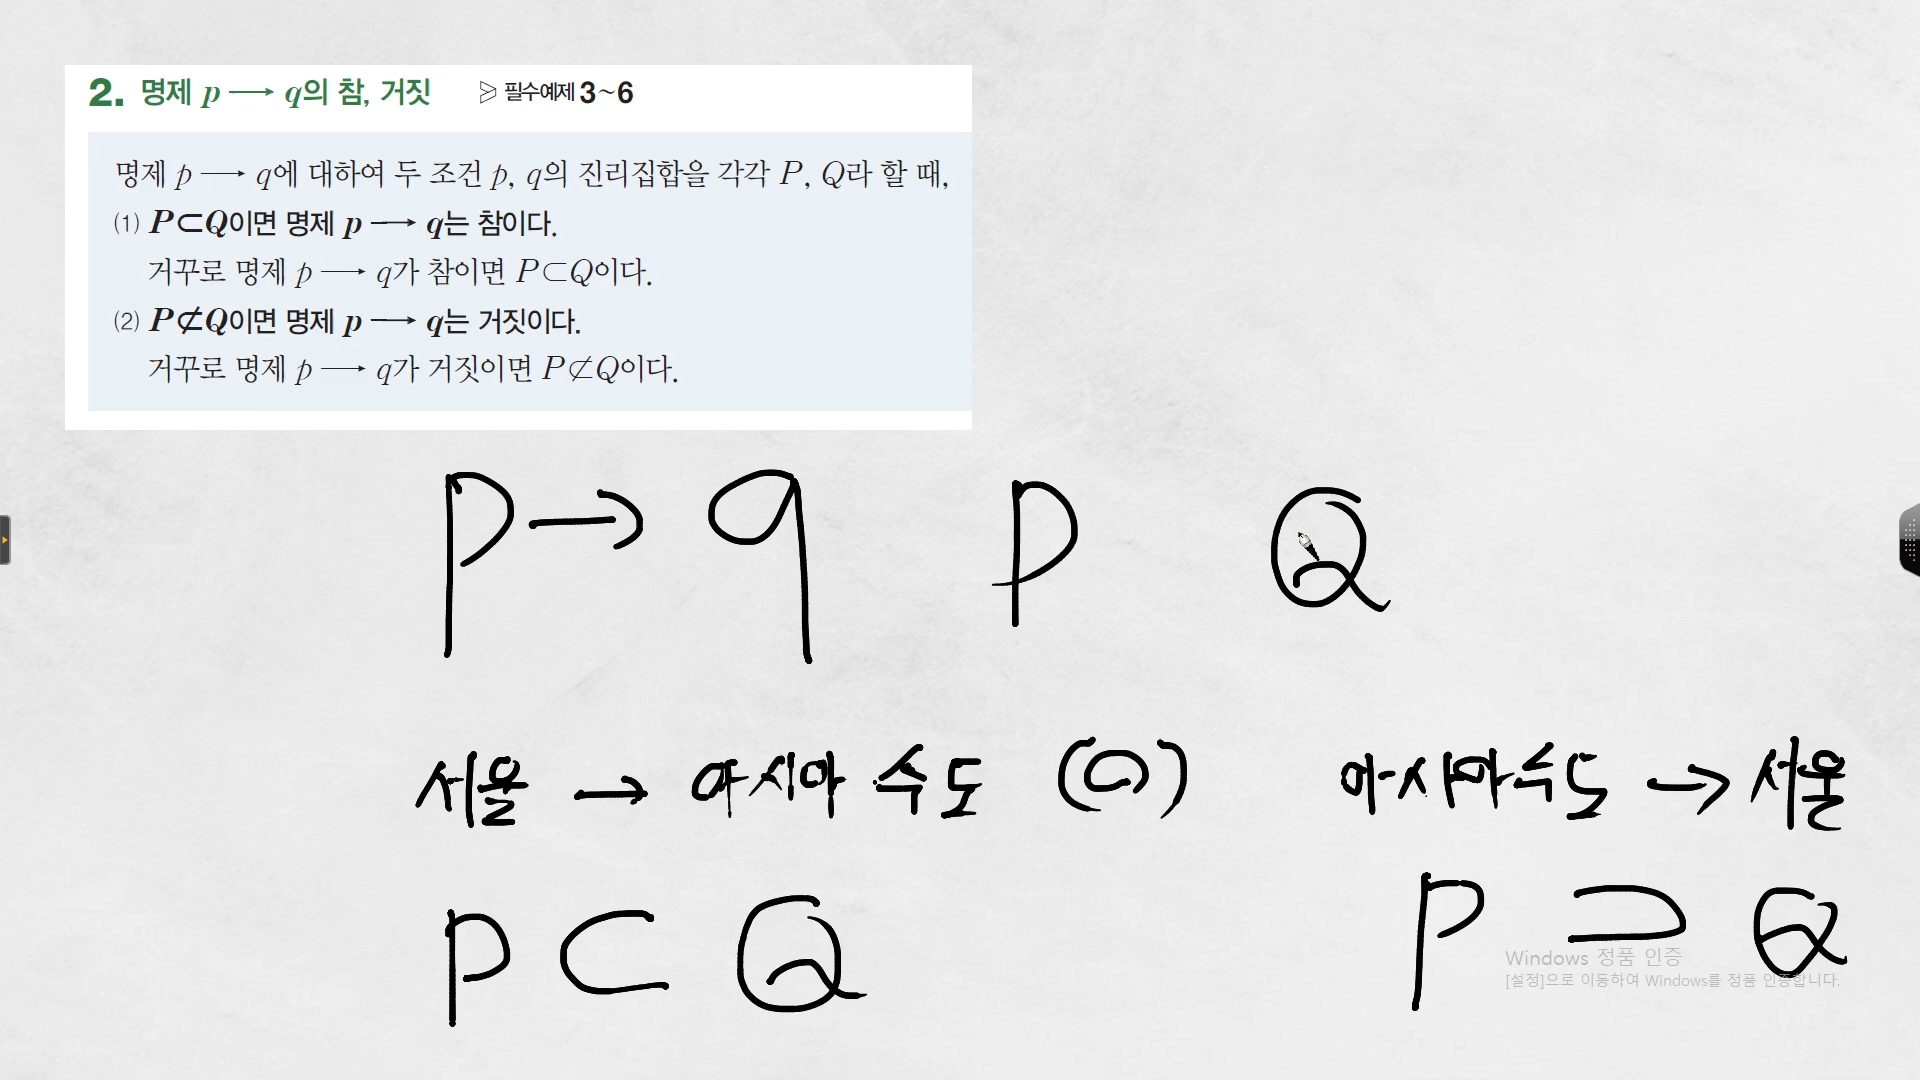 2. 명제 p → q의 참, 거짓 ▷ 필수예제 3~6
명제 p → q에 대하여 두 조건 p, q의 진리집합을 각각 P, Q라 할 때,
(1) P⊂Q이면 명제 p → q는 참이다.
거꾸로 명제 p → q가 참이면 P⊂Q이다.
(2) P⊄Q이면 명제 p → q는 거짓이다.
거꾸로 명제 p → q가 거짓이면 P⊄Q이다.
p → q P Q
서울 → 아시아 수도 (O) 아시아수도 → 서울
P ⊂ Q P ⊃ Q
Windows 정품 인증
[설정]으로 이동하여 Windows를 정품 인증합니다.